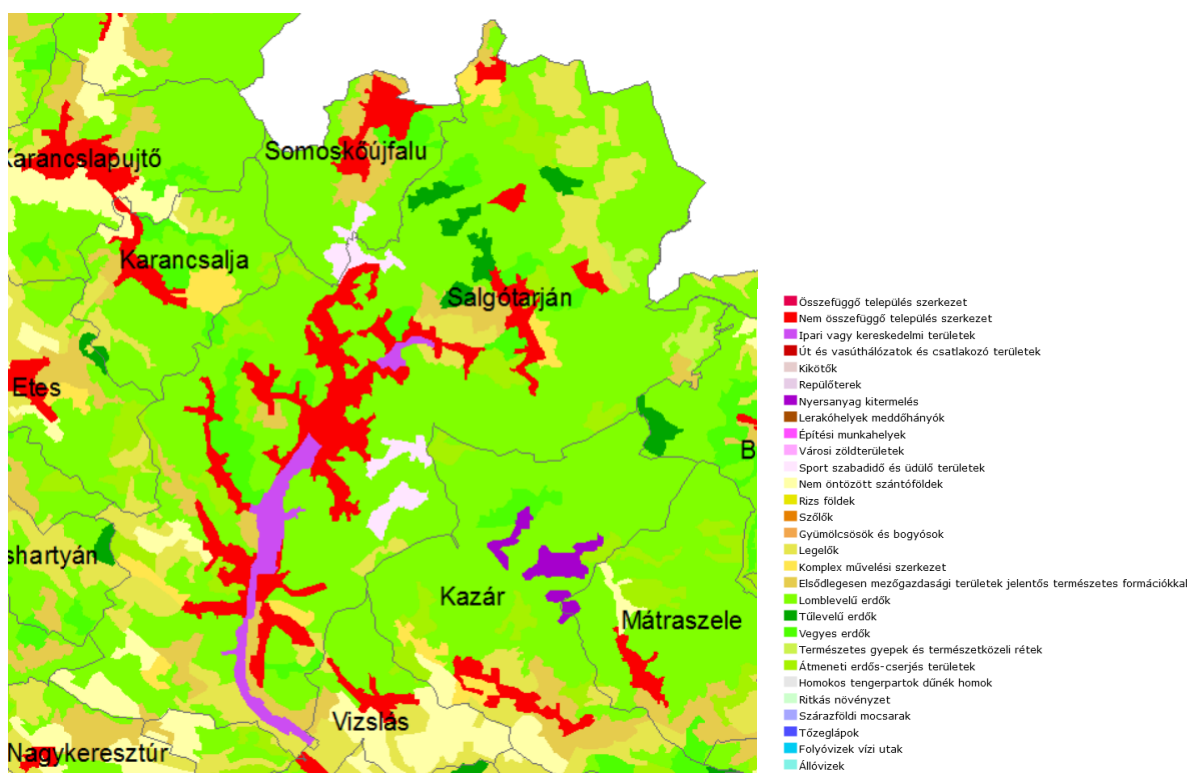 Karancslapujtő
Somoskőújfalu
Karancsalja
Salgótarján
Etes
B
shartyán
Kazár
Mátraszele
Vizslás
Nagykeresztúr
Összefüggő település szerkezet
Nem összefüggő település szerkezet
Ipari vagy kereskedelmi területek
Út és vasúthálózatok és csatlakozó területek
Kikötők
Repülőterek
Nyersanyag kitermelés
Lerakóhelyek meddőhányók
Építési munkahelyek
Városi zöldterületek
Sport szabadidő és üdülő területek
Nem öntözött szántóföldek
Rizs földek
Szőlők
Gyümölcsösök és bogyósok
Legelők
Komplex művelési szerkezet
Elsődlegesen mezőgazdasági területek jelentős természetes formációkkal
Lomblevelű erdők
Tűlevelű erdők
Vegyes erdők
Természetes gyepek és természetközeli rétek
Átmeneti erdős-cserjés területek
Homokos tengerpartok dűnék homok
Ritkás növényzet
Szárazföldi mocsarak
Tőzeglápok
Folyóvizek vízi utak
Állóvizek